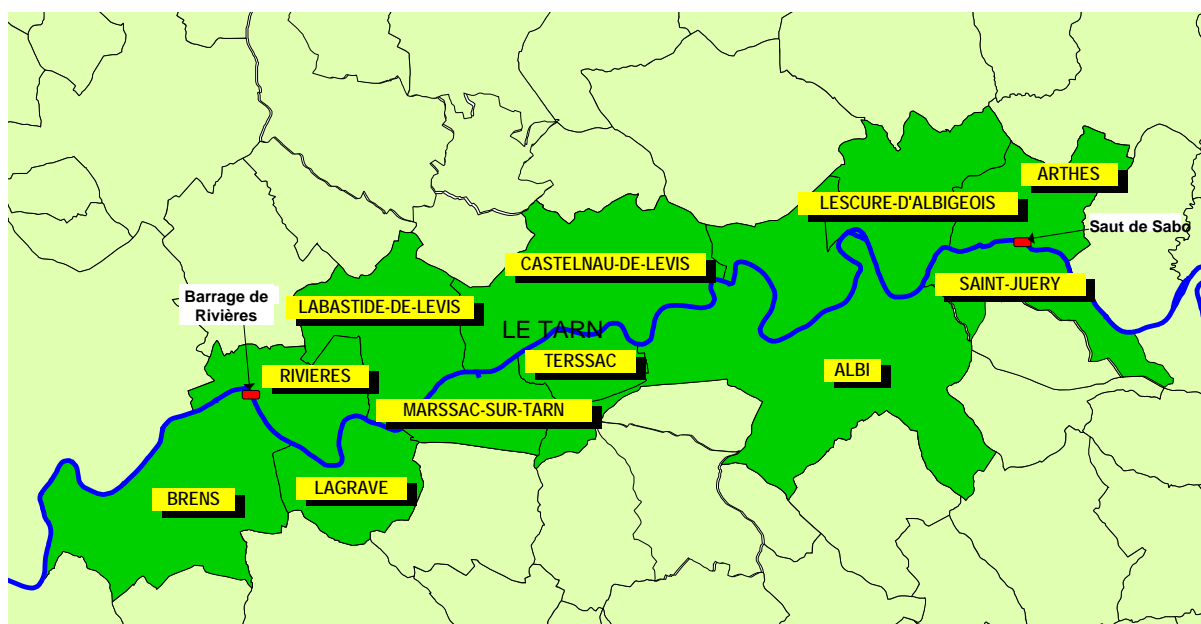 ARTHES
LESCURE-D'ALBIGEOIS
Saut de Sabo
CASTELNAU-DE-LEVIS
SAINT-JUERY
Barrage de
Rivières
LABASTIDE-DE-LEVIS
LE TARN
TERSSAC
ALBI
RIVIERES
MARSSAC-SUR-TARN
LAGRAVE
BRENS